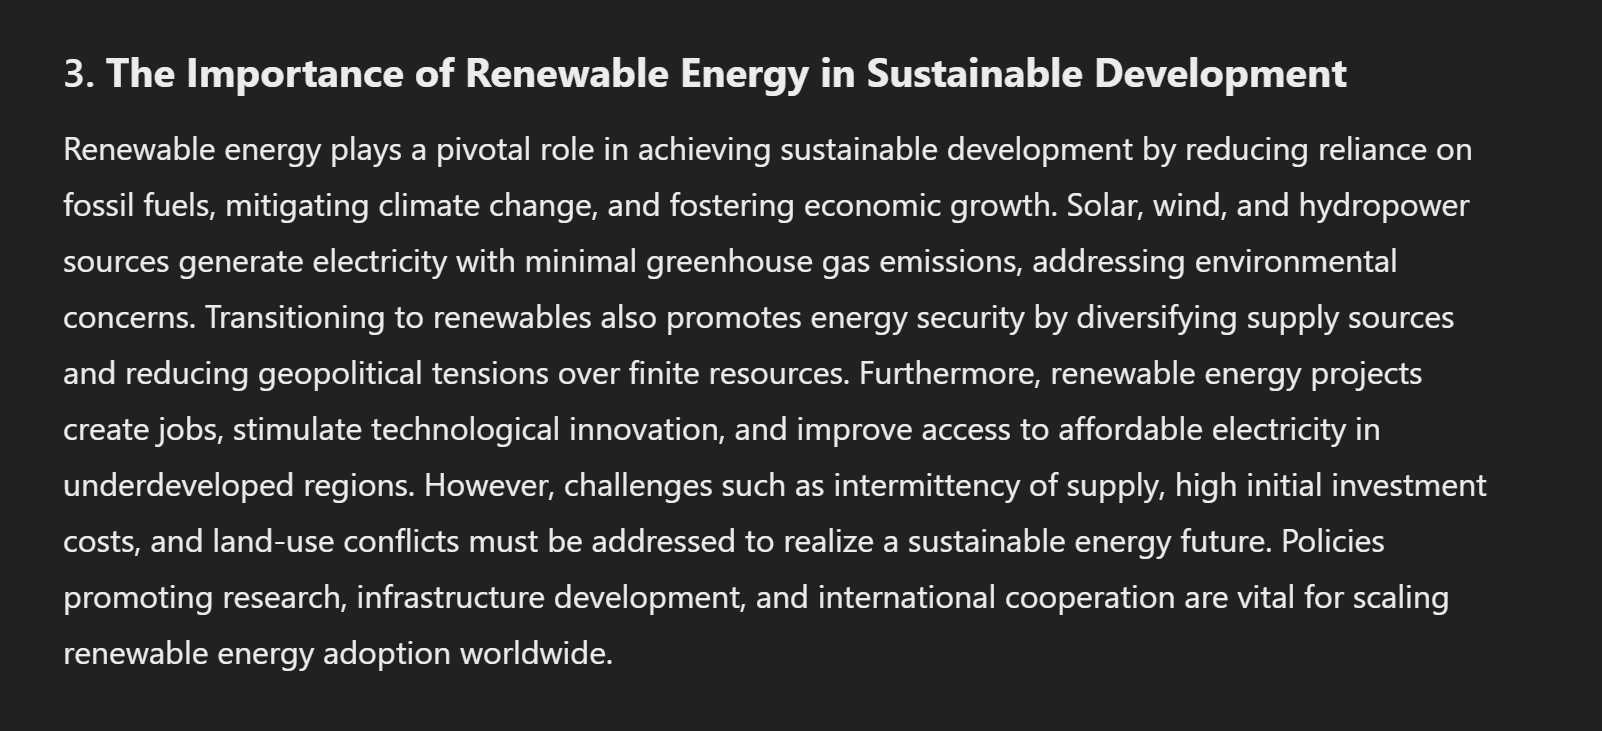 3. The Importance of Renewable Energy in Sustainable Development
Renewable energy plays a pivotal role in achieving sustainable development by reducing reliance on
fossil fuels, mitigating climate change, and fostering economic growth. Solar, wind, and hydropower
sources generate electricity with minimal greenhouse gas emissions, addressing environmental
concerns. Transitioning to renewables also promotes energy security by diversifying supply sources
and reducing geopolitical tensions over finite resources. Furthermore, renewable energy projects
create jobs, stimulate technological innovation, and improve access to affordable electricity in
underdeveloped regions. However, challenges such as intermittency of supply, high initial investment
costs, and land-use conflicts must be addressed to realize a sustainable energy future. Policies
promoting research, infrastructure development, and international cooperation are vital for scaling
renewable energy adoption worldwide.